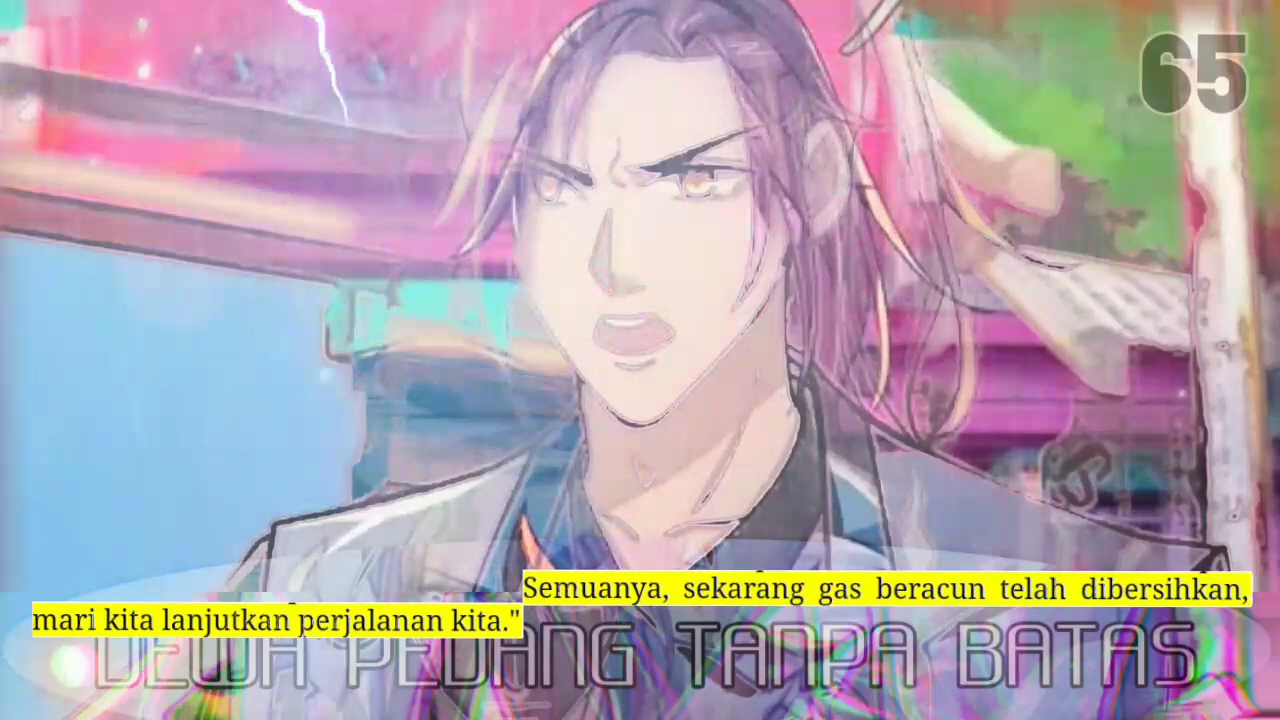 65
Semuanya, sekarang gas beracun telah dibersihkan,
mari kita lanjutkan perjalanan kita."
DEWA PEDANG TANPA BATAS